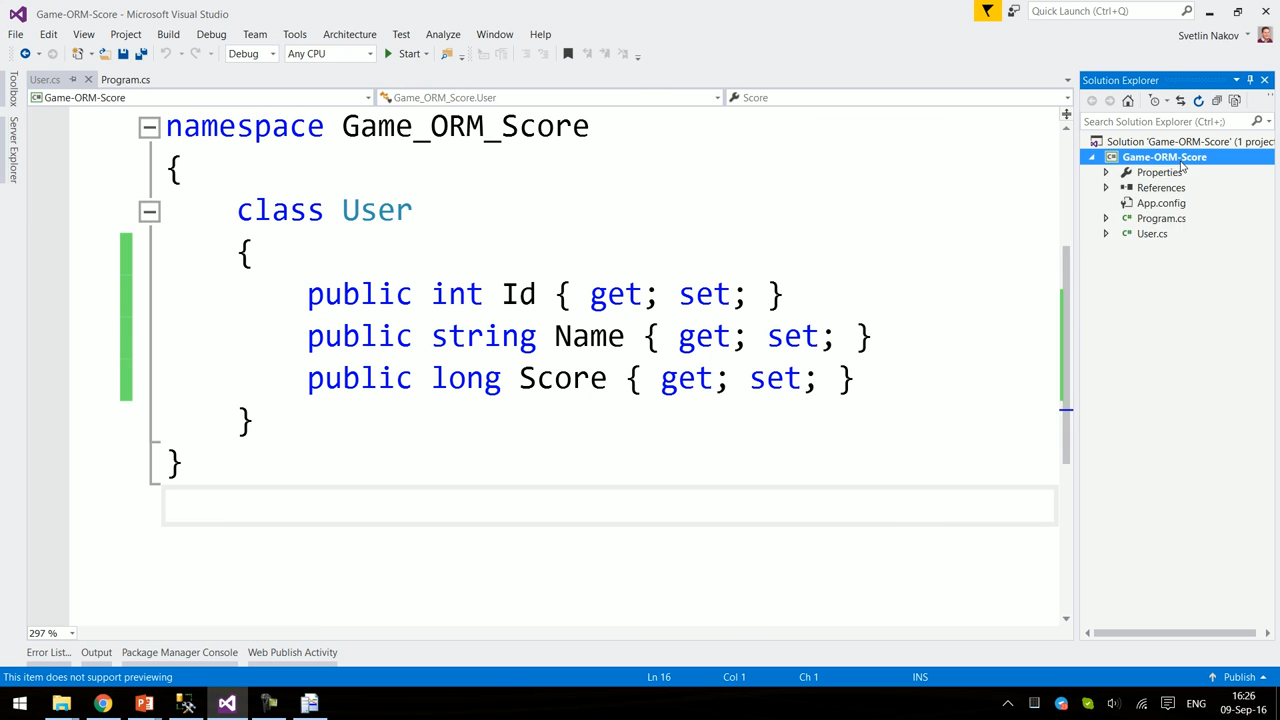 Game-ORM-Score - Microsoft Visual Studio
Quick Launch (Ctrl+Q)
File Edit View Project Build Debug Team Tools Architecture Test Analyze Window Help
Svetlin Nakov
Debug Any CPU Start
User.cs Program.cs
Game-ORM-Score Game_ORM_Score.User Score
Toolbox
Server Explorer
namespace Game_ORM_Score
{
class User
{
public int Id { get; set; }
public string Name { get; set; }
public long Score { get; set; }
}
}
297 %
Solution Explorer
Search Solution Explorer (Ctrl+;)
Solution 'Game-ORM-Score' (1 project
Game-ORM-Score
Properties
References
App.config
Program.cs
User.cs
Error List... Output Package Manager Console Web Publish Activity
This item does not support previewing Ln 16 Col 1 Ch 1 INS Publish
ENG
16:26
09-Sep-16